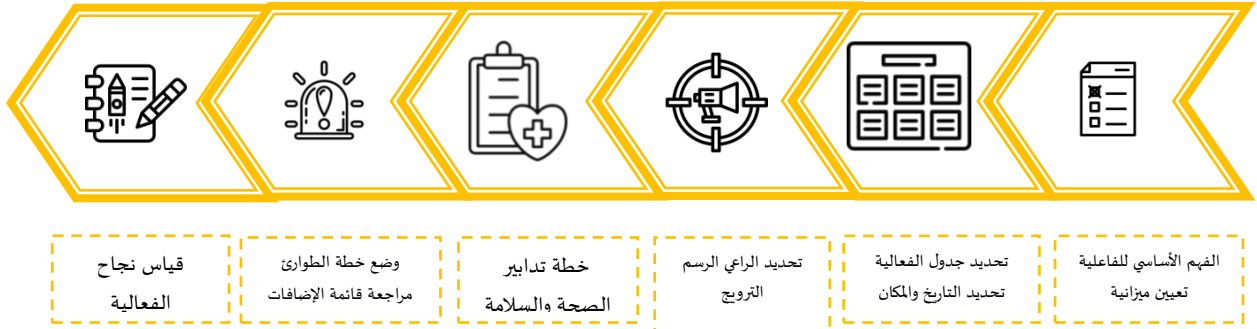 الفهم الأساسي للفاعلية
تعيين ميزانية
تحديد جدول الفعالية
تحديد التاريخ والمكان
تحديد الراعي الرسم
الترويج
خطة تدابير
الصحة والسلامة
وضع خطة الطوارئ
مراجعة قائمة الإضافات
قياس نجاح
الفعالية